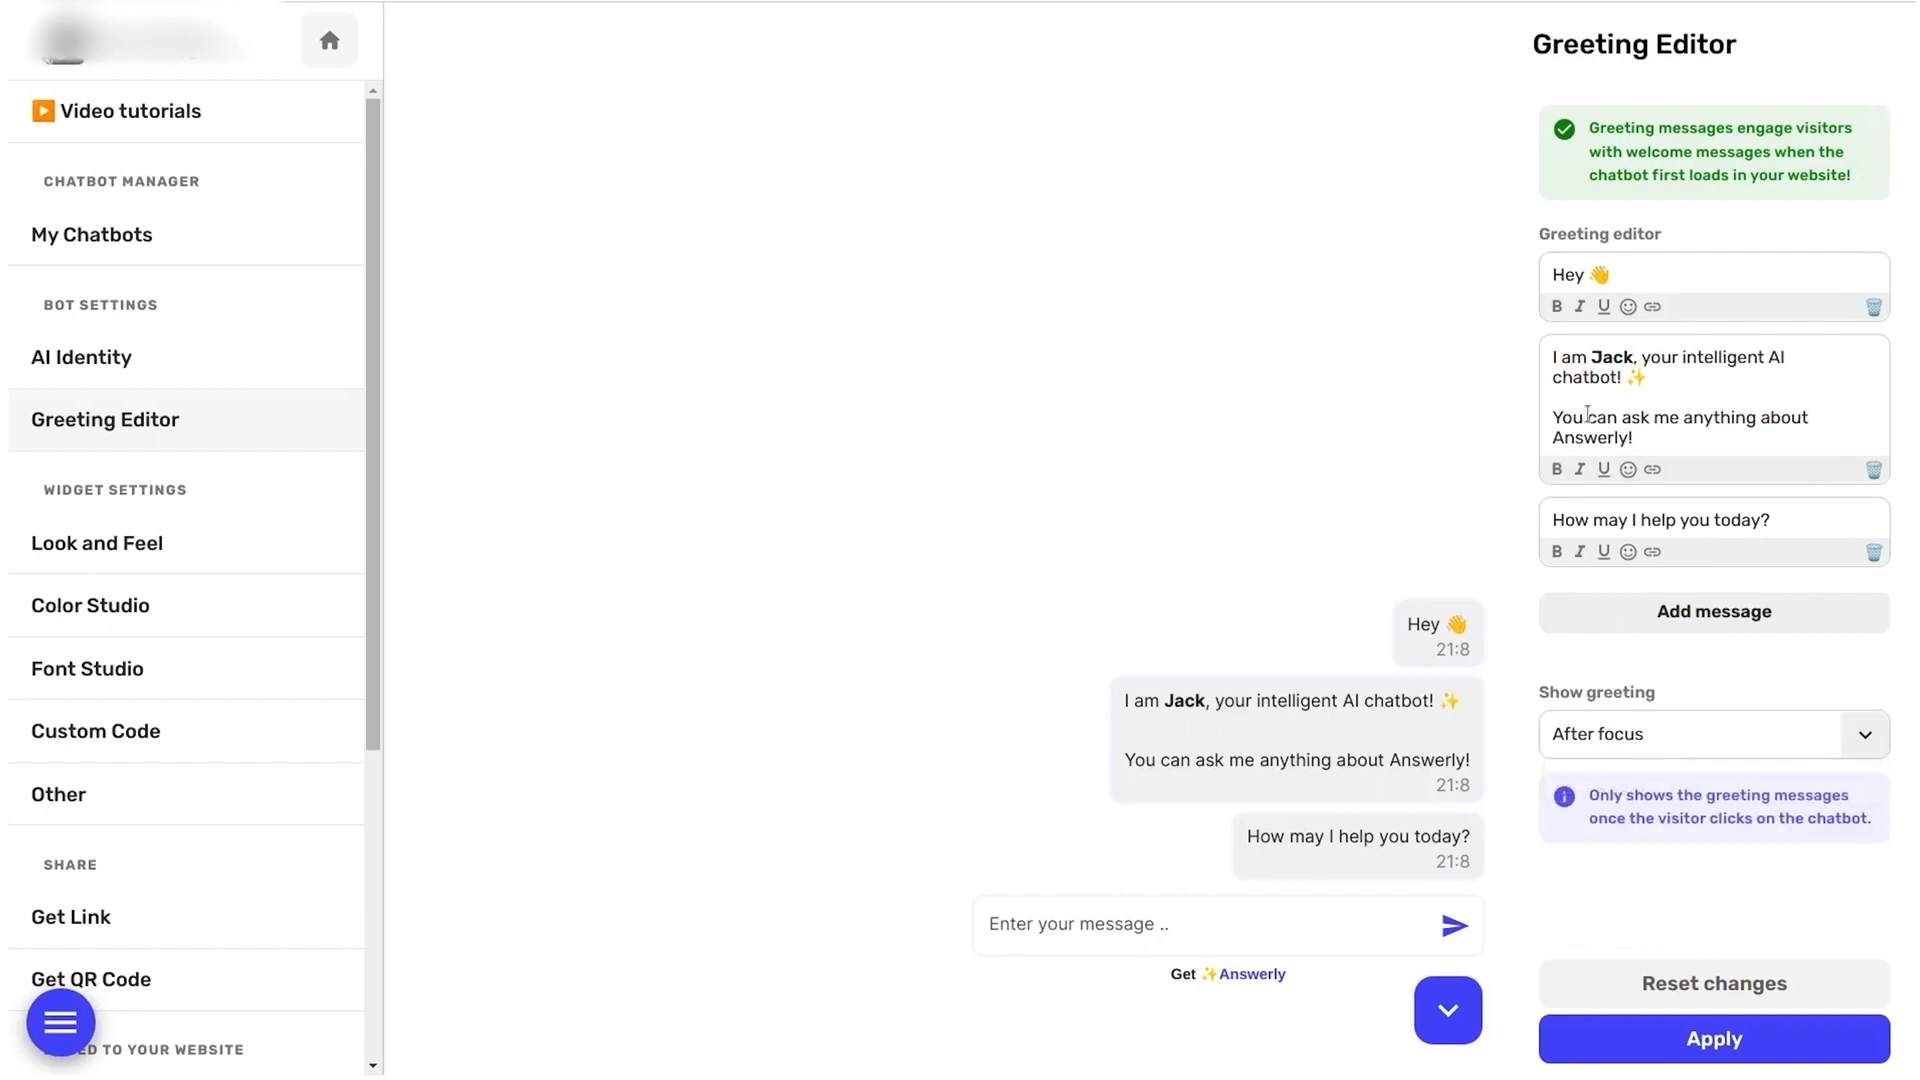 Video tutorials
CHATBOT MANAGER
My Chatbots
BOT SETTINGS
AI Identity
Greeting Editor
WIDGET SETTINGS
Look and Feel
Color Studio
Font Studio
Custom Code
Other
SHARE
Get Link
Get QR Code
ED TO YOUR WEBSITE
Hey 👋
21:8
I am Jack, your intelligent AI chatbot! ✨
You can ask me anything about Answerly!
21:8
How may I help you today?
21:8
Enter your message ..
Get ✨Answerly
Greeting Editor
Greeting messages engage visitors
with welcome messages when the
chatbot first loads in your website!
Greeting editor
Hey 👋
B I U
I am Jack, your intelligent AI
chatbot! ✨
You can ask me anything about
Answerly!
B I U
How may I help you today?
B I U
Add message
Show greeting
After focus
Only shows the greeting messages
once the visitor clicks on the chatbot.
Reset changes
Apply